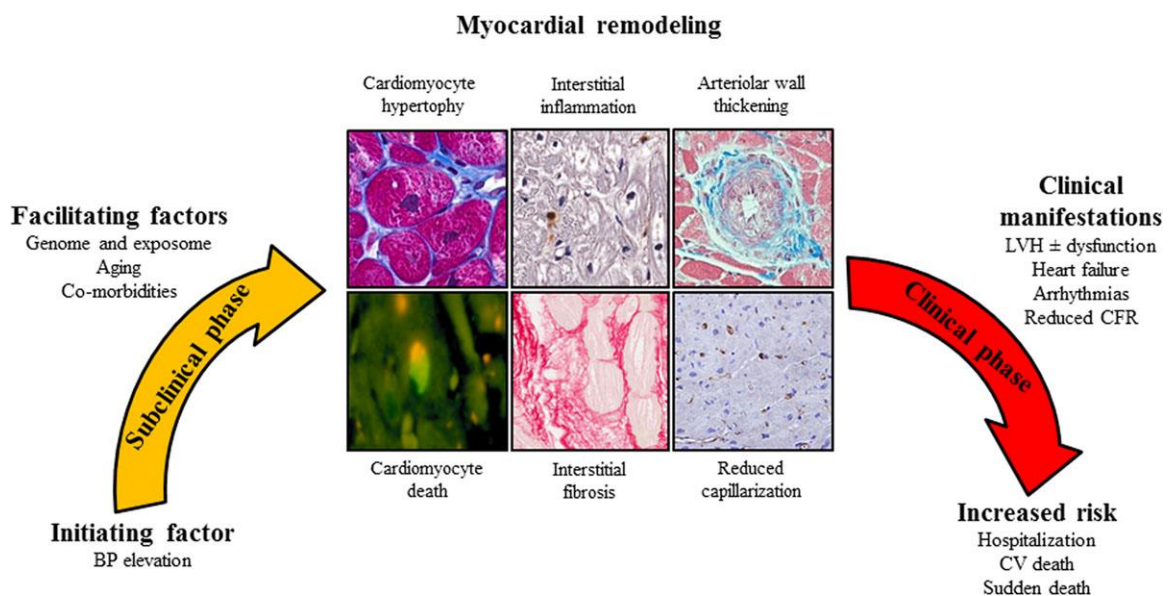 Myocardial remodeling
Cardiomyocyte
hypertophy
Interstitial
inflammation
Arteriolar wall
thickening
Facilitating factors
Genome and exposome
Aging
Co-morbidities
Subclinical phase
Initiating factor
BP elevation
Cardiomyocyte
death
Interstitial
fibrosis
Reduced
capillarization
Clinical
manifestations
LVH ± dysfunction
Heart failure
Arrhythmias
Reduced CFR
Clinical phase
Increased risk
Hospitalization
CV death
Sudden death